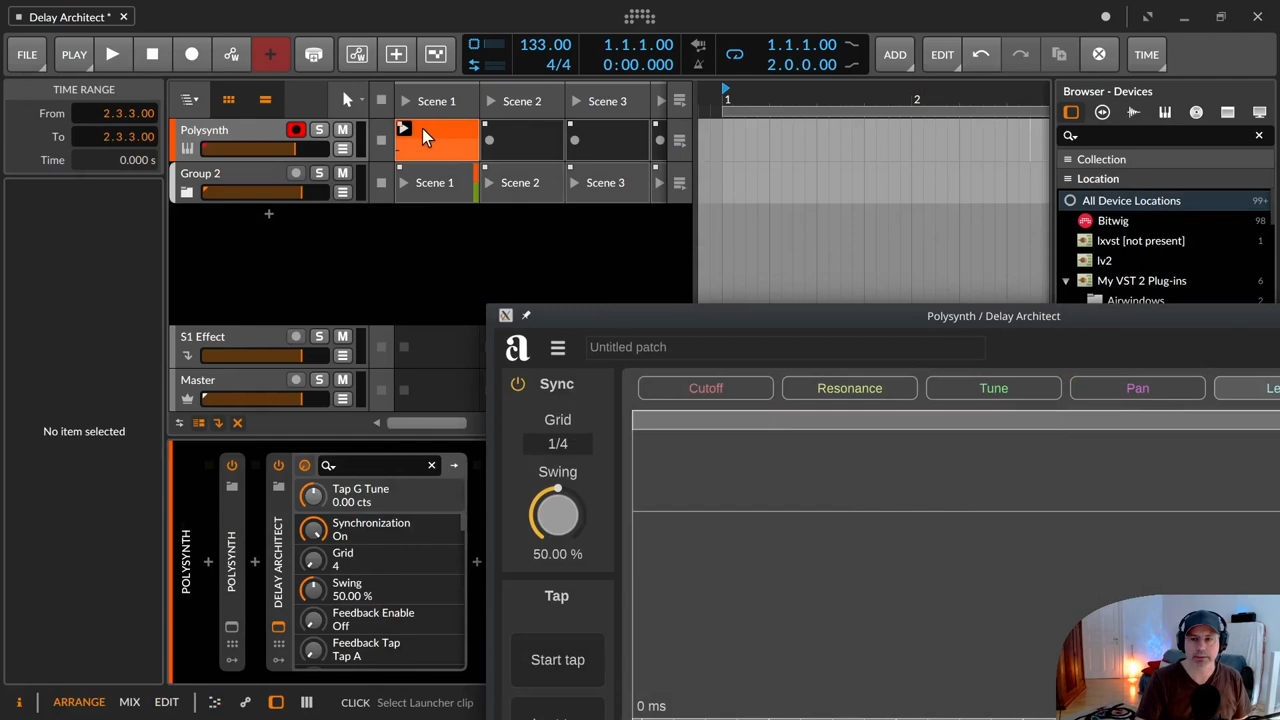 Delay Architect *
FILE
PLAY
133.00
4/4
1.1.1.00
0:00.000
1.1.1.00
2.0.0.00
ADD
EDIT
TIME
TIME RANGE
From 2.3.3.00
To 2.3.3.00
Time 0.000 s
No item selected
Scene 1
Scene 2
Scene 3
Polysynth
S
M
Group 2
S
M
Scene 1
Scene 2
Scene 3
+
S1 Effect
S
M
Master
S
M
1
2
Browser - Devices
Collection
Location
All Device Locations 99+
Bitwig 98
lxvst [not present] 1
lv2
My VST 2 Plug-ins 6
Airwindows
Polysynth / Delay Architect
a
Untitled patch
Sync
Grid
1/4
Swing
50.00 %
Tap
Start tap
Cutoff
Resonance
Tune
Pan
Le
0 ms
POLYSYNTH
POLYSYNTH
DELAY ARCHITECT
Tap G Tune
0.00 cts
Synchronization
On
Grid
4
Swing
50.00 %
Feedback Enable
Off
Feedback Tap
Tap A
i
ARRANGE
MIX
EDIT
CLICK Select Launcher clip